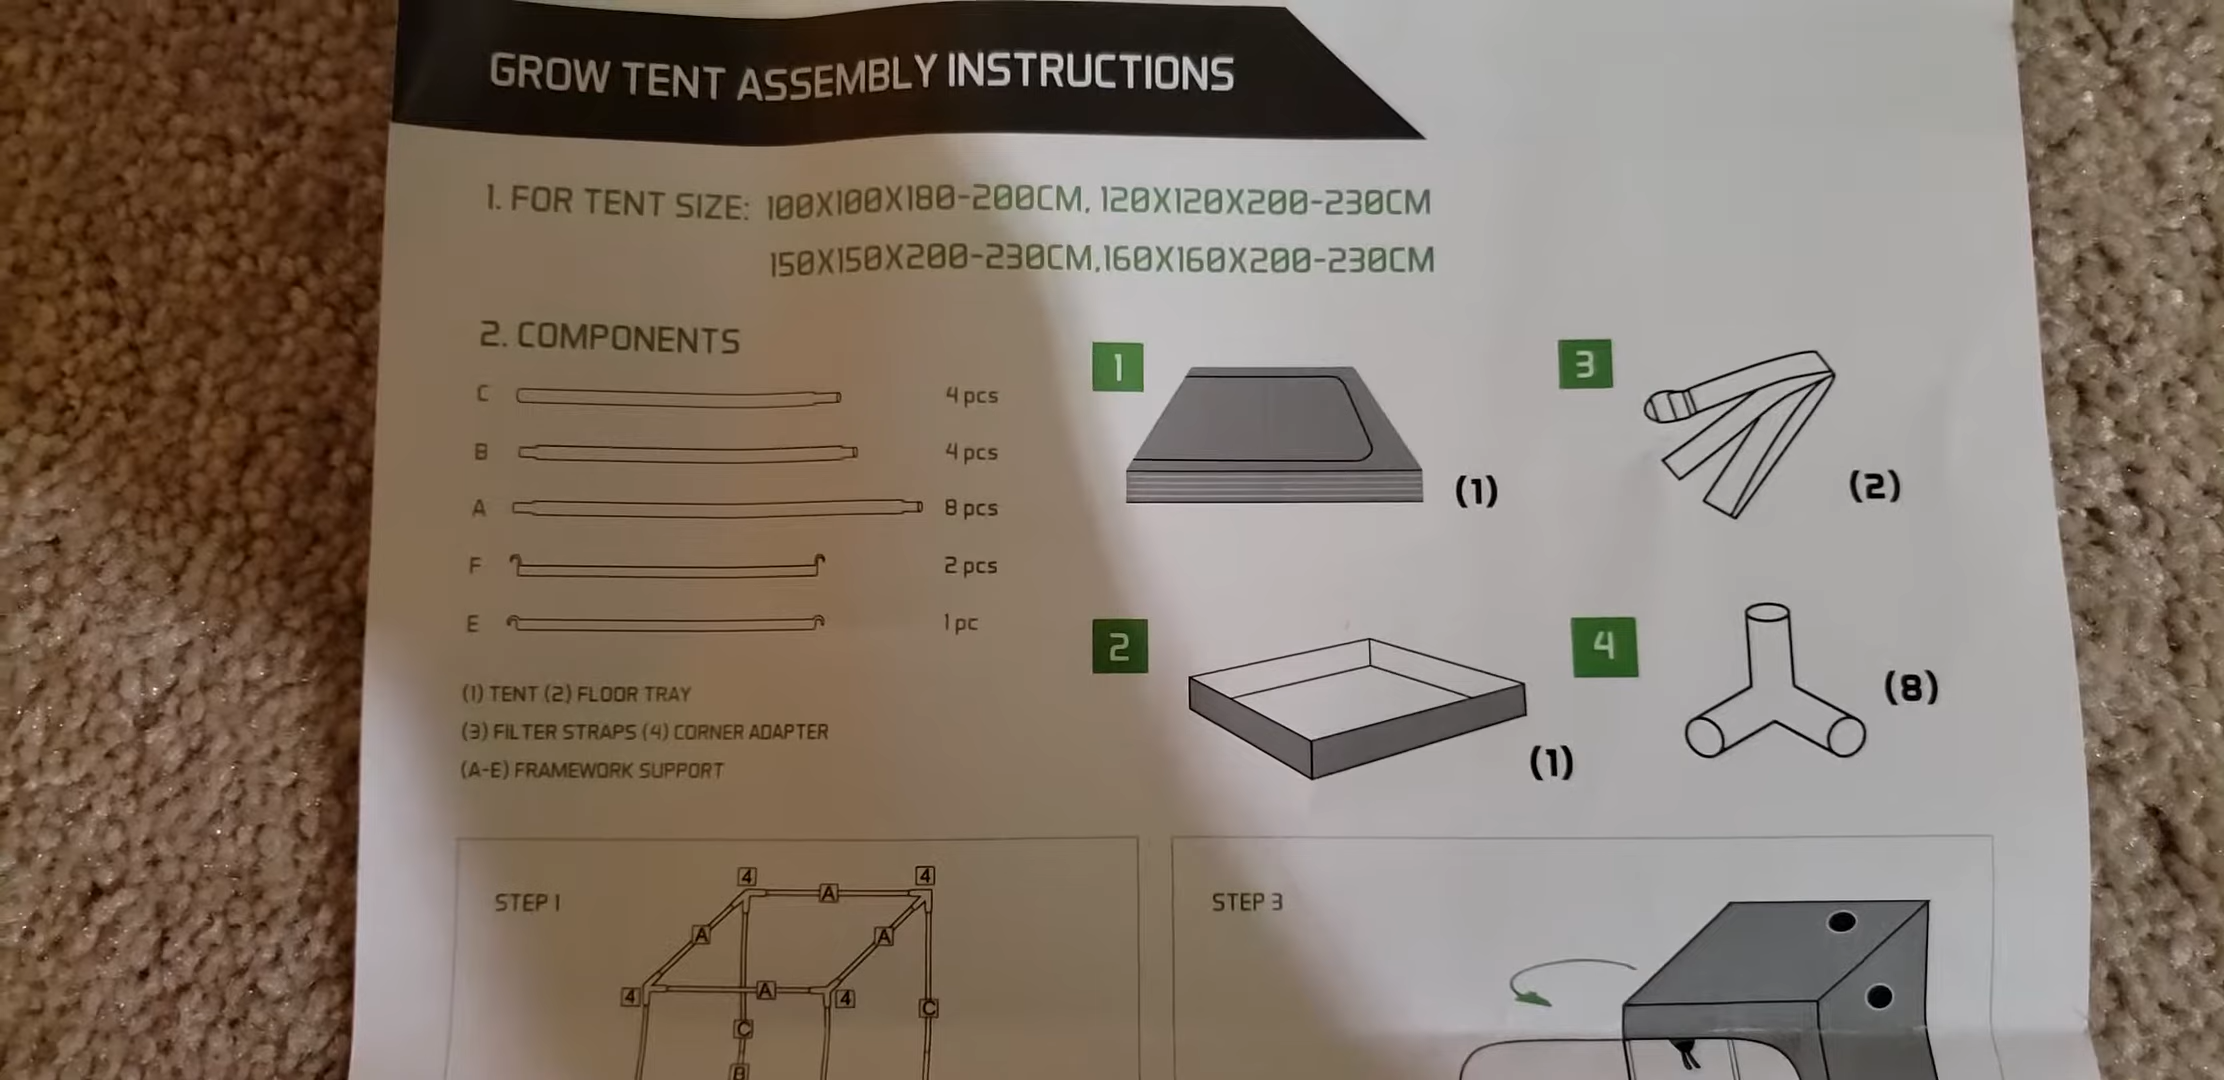 GROW TENT ASSEMBLY INSTRUCTIONS
1. FOR TENT SIZE: 100X100X180-200CM, 120X120X200-230CM
150X150X200-230CM,160X160X200-230CM
2. COMPONENTS
C 4 pcs
B 4 pcs
A 8 pcs
F 2 pcs
E 1 pc
(1) TENT (2) FLOOR TRAY
(3) FILTER STRAPS (4) CORNER ADAPTER
(A-E) FRAMEWORK SUPPORT
1
(1)
3
(2)
2
(1)
4
(8)
STEP 1
4 4
A
A A
4 A 4
C
C
B
STEP 3